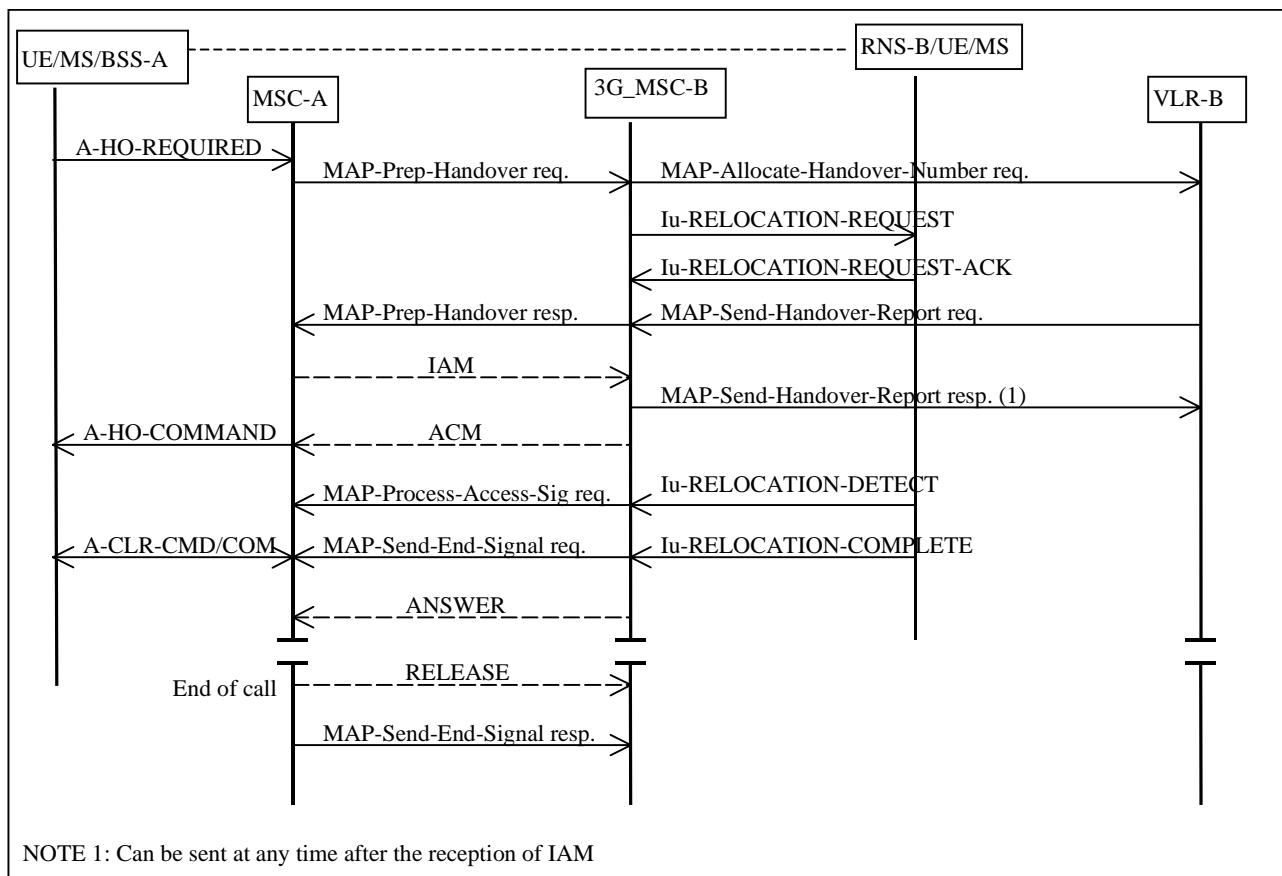 UE/MS/BSS-A
RNS-B/UE/MS
MSC-A
3G_MSC-B
VLR-B
A-HO-REQUIRED
MAP-Prep-Handover req.
MAP-Allocate-Handover-Number req.
Iu-RELOCATION-REQUEST
Iu-RELOCATION-REQUEST-ACK
MAP-Prep-Handover resp.
MAP-Send-Handover-Report req.
IAM
MAP-Send-Handover-Report resp. (1)
A-HO-COMMAND
ACM
MAP-Process-Access-Sig req.
Iu-RELOCATION-DETECT
A-CLR-CMD/COM
MAP-Send-End-Signal req.
Iu-RELOCATION-COMPLETE
ANSWER
RELEASE
End of call
MAP-Send-End-Signal resp.
NOTE 1: Can be sent at any time after the reception of IAM